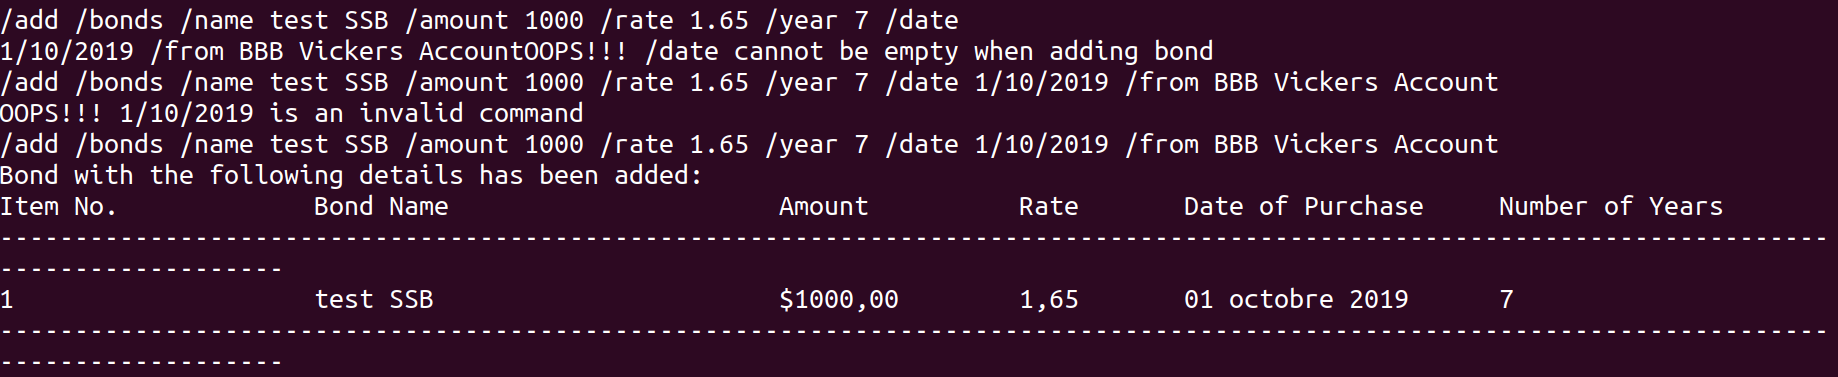 /add /bonds /name test SSB /amount 1000 /rate 1.65 /year 7 /date
1/10/2019 /from BBB Vickers AccountOOPS!!! /date cannot be empty when adding bond
/add /bonds /name test SSB /amount 1000 /rate 1.65 /year 7 /date 1/10/2019 /from BBB Vickers Account
OOPS!!! 1/10/2019 is an invalid command
/add /bonds /name test SSB /amount 1000 /rate 1.65 /year 7 /date 1/10/2019 /from BBB Vickers Account
Bond with the following details has been added:
Item No. Bond Name Amount Rate Date of Purchase Number of Years
--------------------------------------------------------------------------------------------------------------------------
-------------------
1 test SSB $1000,00 1,65 01 octobre 2019 7
--------------------------------------------------------------------------------------------------------------------------
-------------------